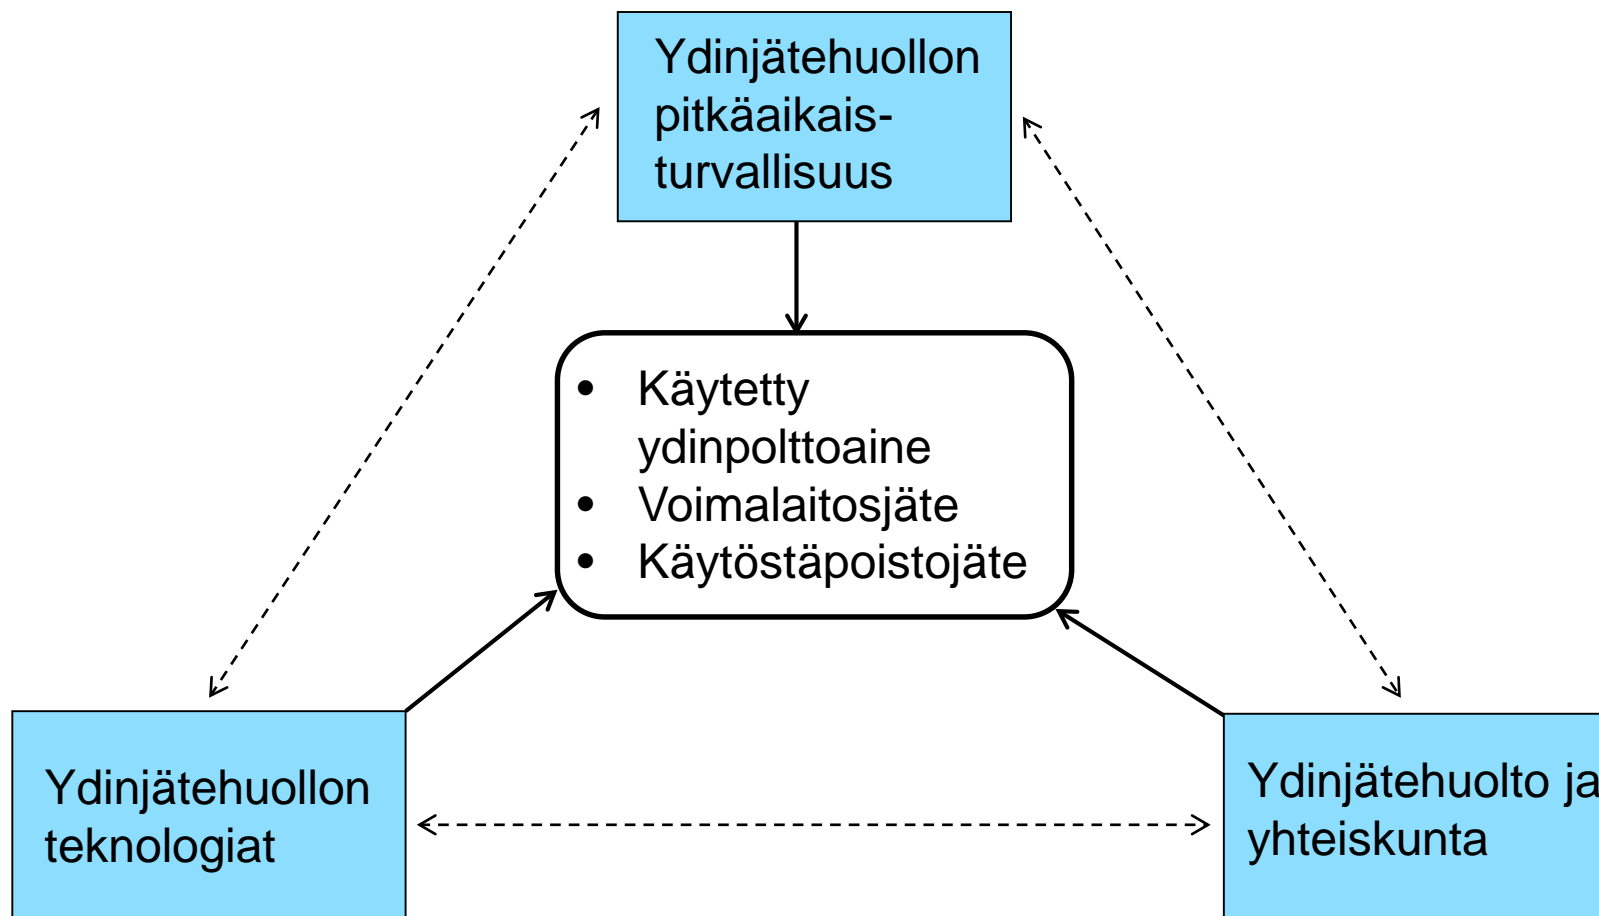 Ydinjätehuollon
pitkäaikais-
turvallisuus
• Käytetty
ydinpolttoaine
• Voimalaitosjäte
• Käytöstäpoistojäte
Ydinjätehuollon
teknologiat
Ydinjätehuolto ja
yhteiskunta